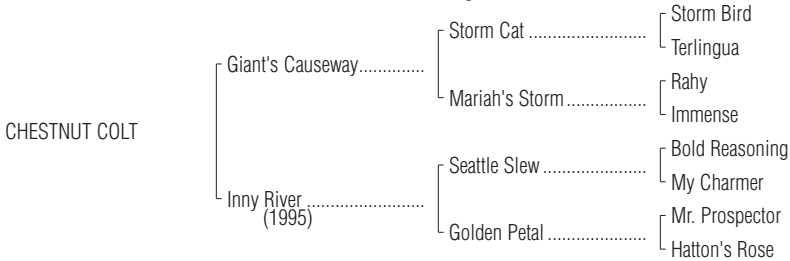 Storm Bird
Storm Cat ........................
Terlingua
Giant's Causeway..............
Rahy
Mariah's Storm .................
Immense
CHESTNUT COLT
Bold Reasoning
Seattle Slew .....................
My Charmer
Inny River ........................
(1995)
Mr. Prospector
Golden Petal ....................
Hatton's Rose